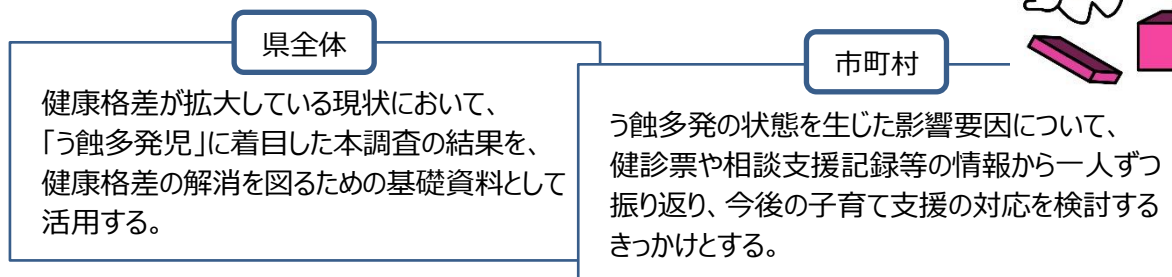 県全体
健康格差が拡大している現状において、
「う蝕多発児」に着目した本調査の結果を、
健康格差の解消を図るための基礎資料として
活用する。
市町村
う蝕多発の状態を生じた影響要因について、
健診票や相談支援記録等の情報から一人ずつ
振り返り、今後の子育て支援の対応を検討する
きっかけとする。